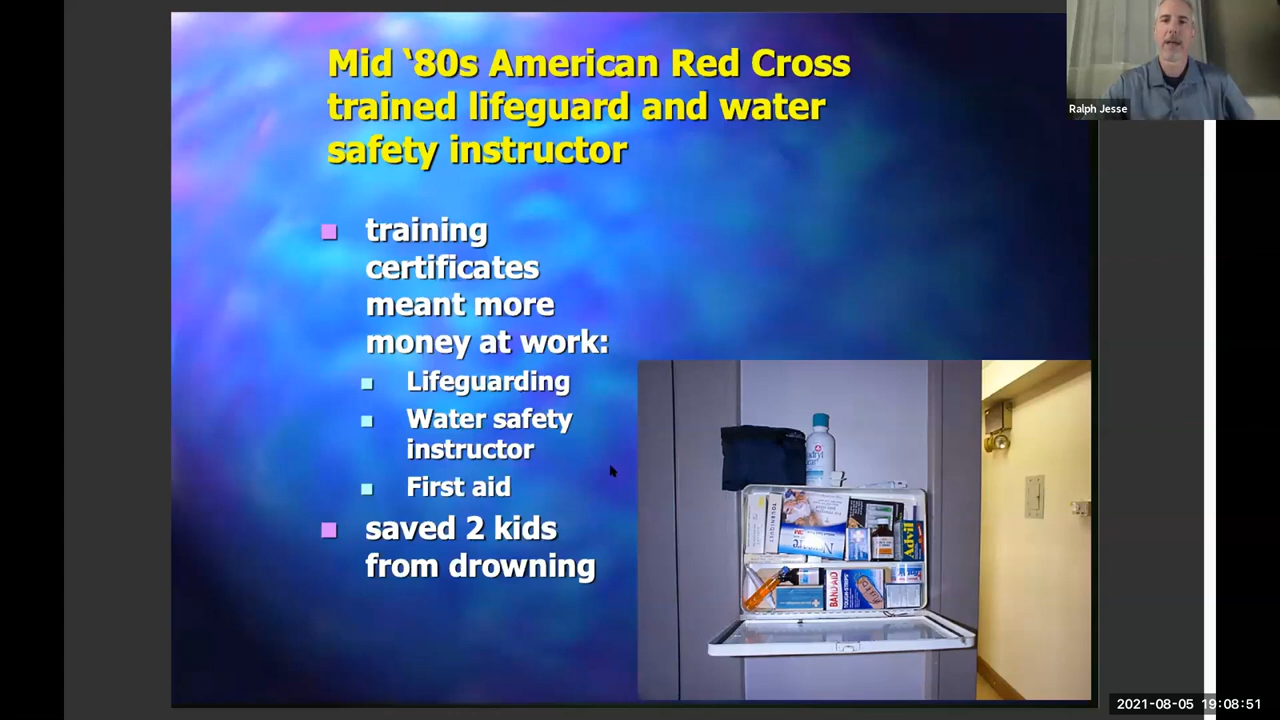 Mid ‘80s American Red Cross
trained lifeguard and water
safety instructor
Ralph Jesse
training
certificates
meant more
money at work:
Lifeguarding
Water safety
instructor
First aid
saved 2 kids
from drowning
TOURNIQUET
Advil
BAND-AID
2021-08-05 19:08:51